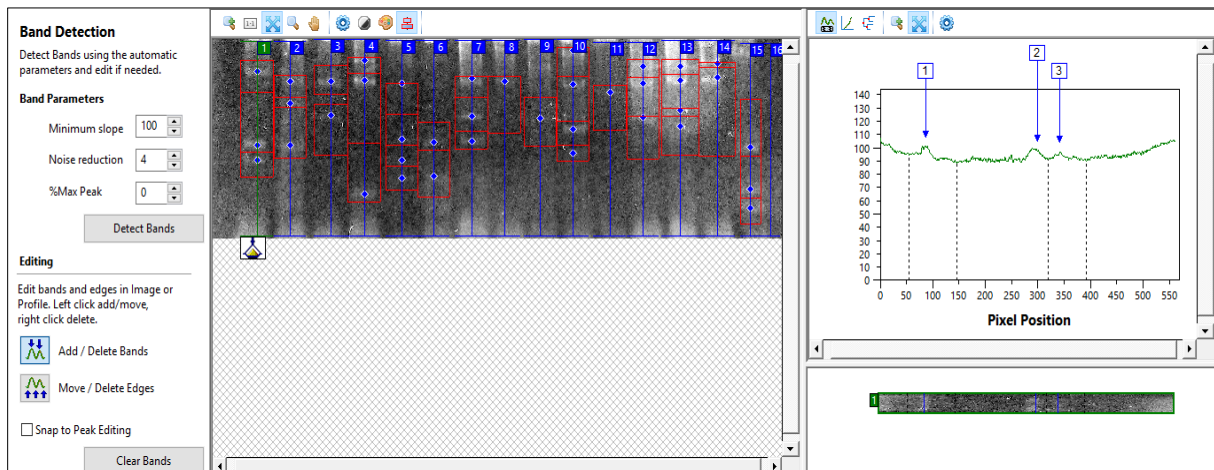 Band Detection
Detect Bands using the automatic
parameters and edit if needed.
Band Parameters
Minimum slope 100
Noise reduction 4
%Max Peak 0
Detect Bands
Editing
Edit bands and edges in Image or
Profile. Left click add/move,
right click delete.
Add / Delete Bands
Move / Delete Edges
Snap to Peak Editing
Clear Bands
1:1
1 2 3 4 5 6 7 8 9 10 11 12 13 14 15 16
1 2 3
140
130
120
110
100
90
80
70
60
50
40
30
20
10
0
0 50 100 150 200 250 300 350 400 450 500 550
Pixel Position
1